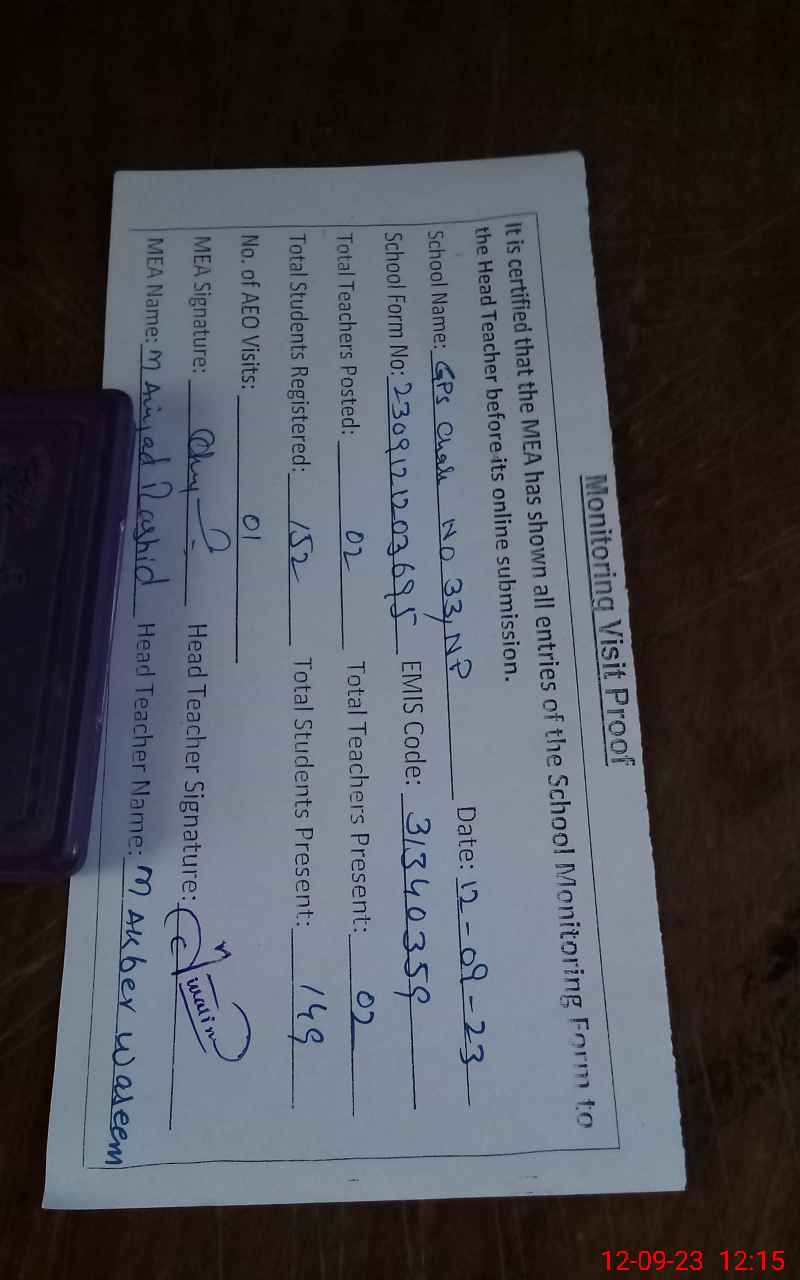 Monitoring Visit Proof
It is certified that the MEA has shown all entries of the School Monitoring Form to
the Head Teacher before its online submission.
School Name: GPS Chak No 33/NP Date: 12-09-23
School Form No: 2309121203695 EMIS Code: 31340359
Total Teachers Posted: 02 Total Teachers Present: 02
Total Students Registered: 152 Total Students Present: 149
No. of AEO Visits: 01
MEA Signature: Head Teacher Signature:
MEA Name: M Amjad Rashid Head Teacher Name: M Akber Waseem
12-09-23 12:15